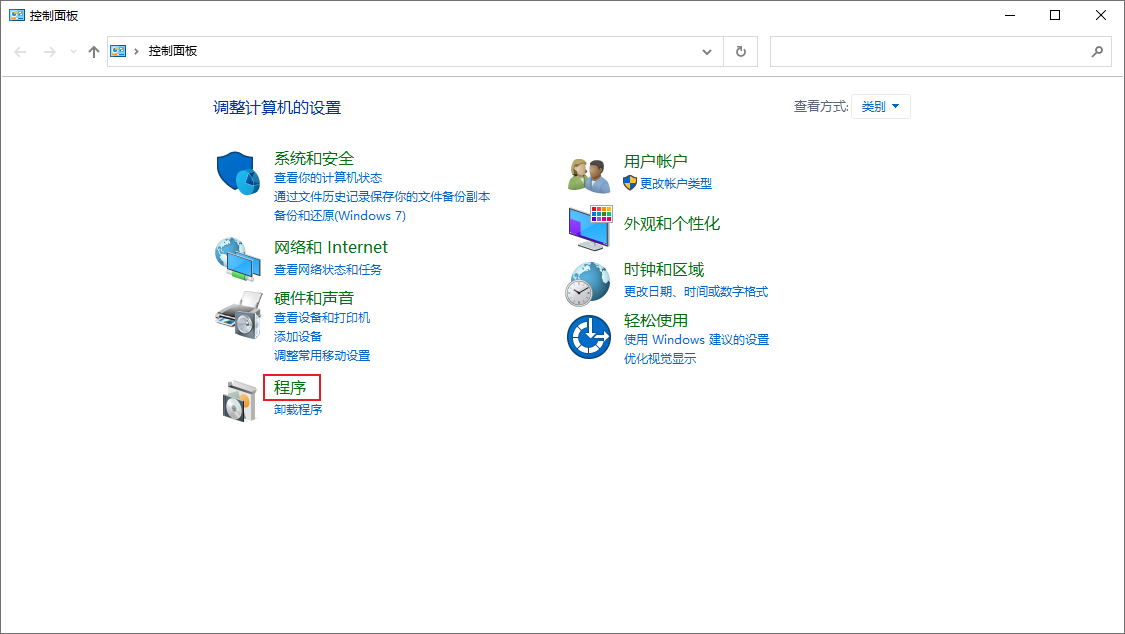 控制面板
控制面板
调整计算机的设置
查看方式: 类别
系统和安全
查看你的计算机状态
通过文件历史记录保存你的文件备份副本
备份和还原(Windows 7)
网络和 Internet
查看网络状态和任务
硬件和声音
查看设备和打印机
添加设备
调整常用移动设置
程序
卸载程序
用户帐户
更改帐户类型
外观和个性化
时钟和区域
更改日期、时间或数字格式
轻松使用
使用 Windows 建议的设置
优化视觉显示